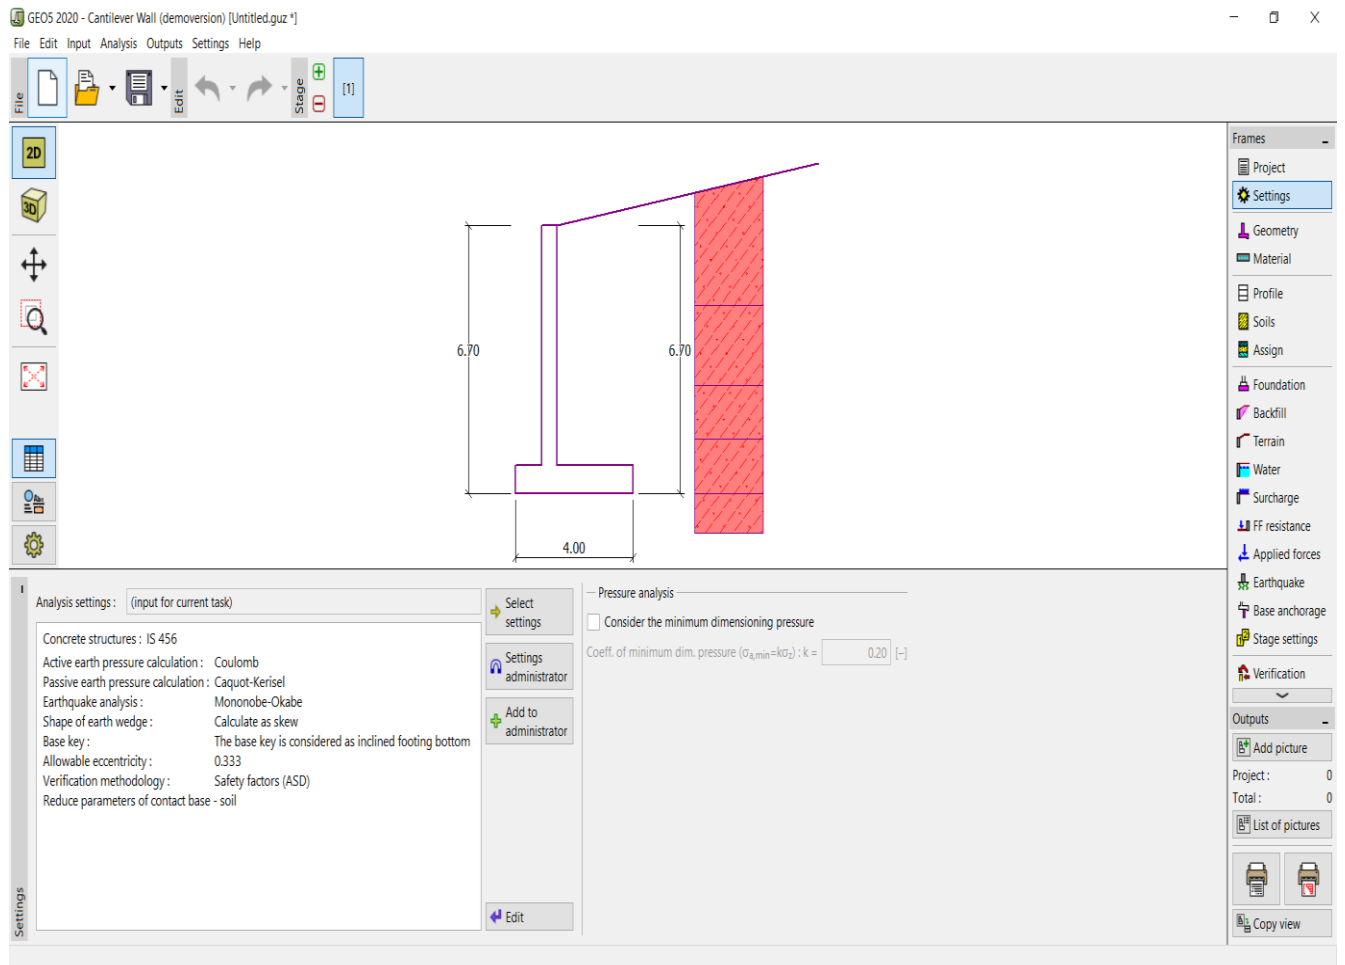 GEO5 2020 - Cantilever Wall (demoversion) [Untitled.guz *]
File Edit Input Analysis Outputs Settings Help
File
Edit
Stage
[1]
2D
3D
6.70
6.70
4.00
Frames
Project
Settings
Geometry
Material
Profile
Soils
Assign
Foundation
Backfill
Terrain
Water
Surcharge
FF resistance
Applied forces
Earthquake
Base anchorage
Stage settings
Verification
Outputs
Add picture
Project : 0
Total : 0
List of pictures
Copy view
Settings
Analysis settings : (input for current task)
Concrete structures : IS 456
Active earth pressure calculation : Coulomb
Passive earth pressure calculation : Caquot-Kerisel
Earthquake analysis : Mononobe-Okabe
Shape of earth wedge : Calculate as skew
Base key : The base key is considered as inclined footing bottom
Allowable eccentricity : 0.333
Verification methodology : Safety factors (ASD)
Reduce parameters of contact base - soil
Select
settings
Settings
administrator
Add to
administrator
Edit
Pressure analysis
Consider the minimum dimensioning pressure
Coeff. of minimum dim. pressure (σa,min=kσz) : k = 0.20 [–]